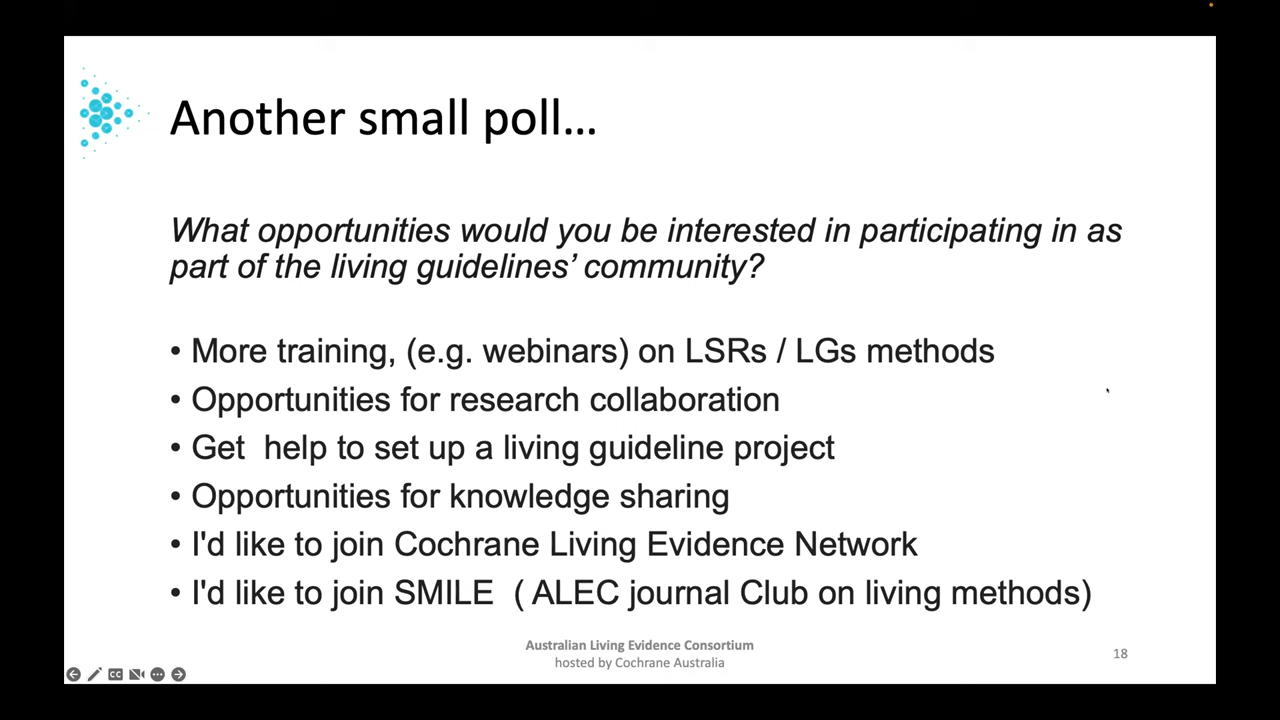 Another small poll...
What opportunities would you be interested in participating in as
part of the living guidelines’ community?
• More training, (e.g. webinars) on LSRs / LGs methods
• Opportunities for research collaboration
• Get  help to set up a living guideline project
• Opportunities for knowledge sharing
• I'd like to join Cochrane Living Evidence Network
• I'd like to join SMILE  ( ALEC journal Club on living methods)
Australian Living Evidence Consortium
hosted by Cochrane Australia
18
CC